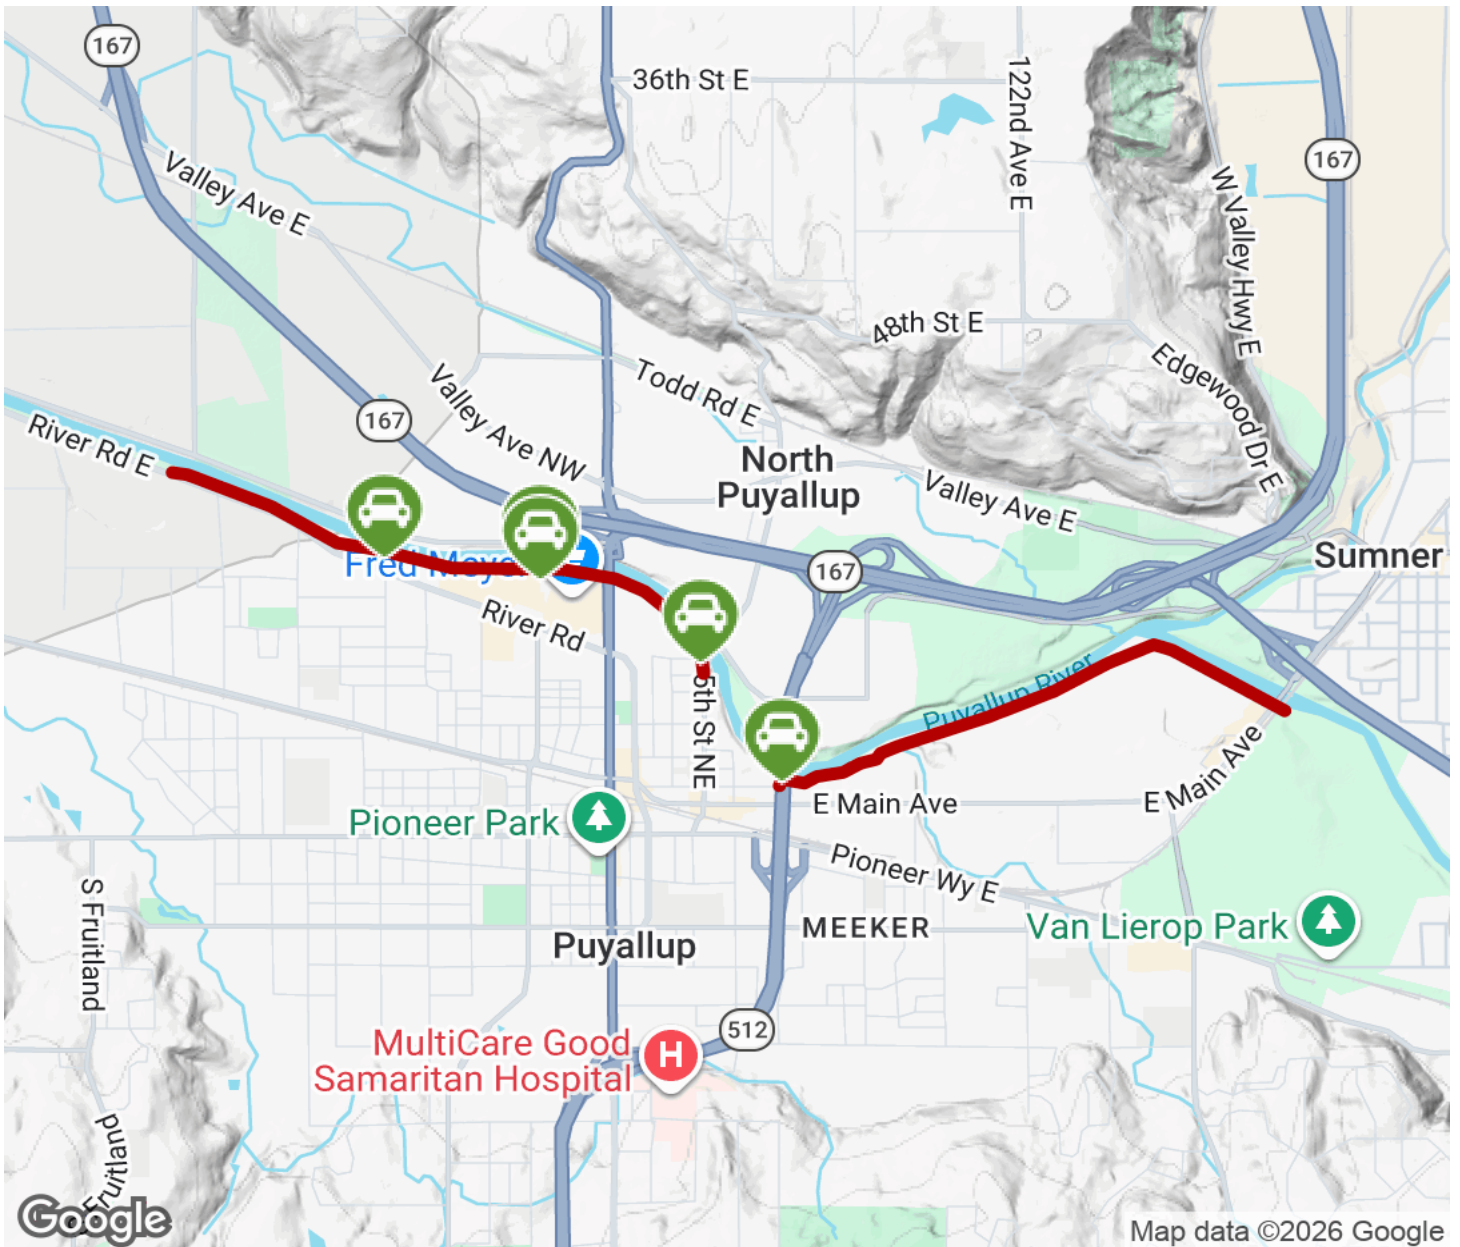 167
36th St E
122nd Ave E
167
Valley Ave E
W Valley Hwy E
48th St E
Edgewood Dr E
Todd Rd E
Valley Ave NW
167
River Rd E
North
Puyallup
Valley Ave E
Sumner
167
Fred Meyer
River Rd
Puyallup River
5th St NE
E Main Ave
E Main Ave
Pioneer Park
Pioneer Wy E
S Fruitland
MEEKER
Van Lierop Park
Puyallup
512
MultiCare Good
Samaritan Hospital
H
Fruitland
Google
Map data ©2026 Google